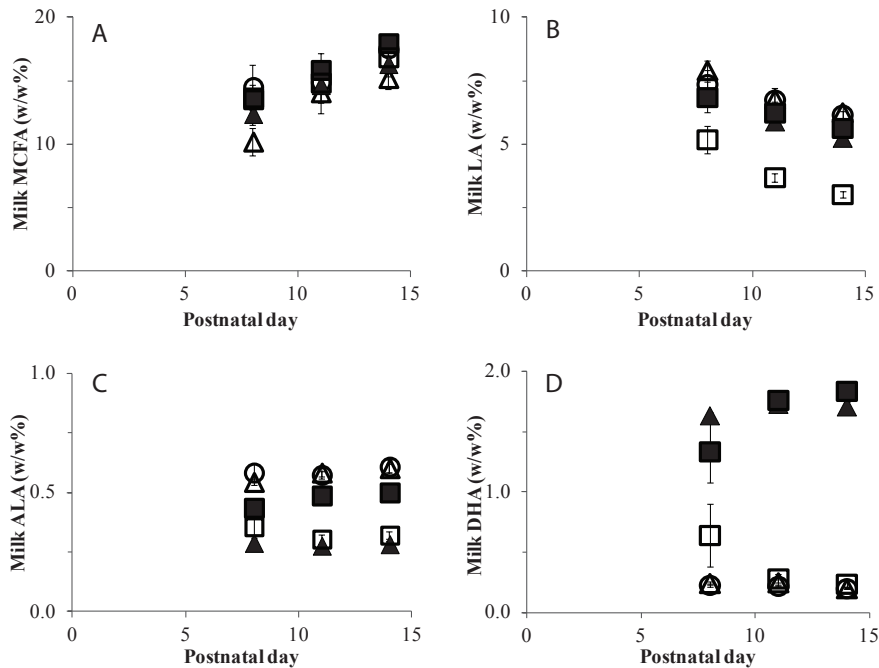 A
Milk MCFA (w/w%)
20
10
0
0 5 10 15
Postnatal day
B
Milk LA (w/w%)
10
5
0
0 5 10 15
Postnatal day
C
Milk ALA (w/w%)
1.0
0.5
0.0
0 5 10 15
Postnatal day
D
Milk DHA (w/w%)
2.0
1.0
0.0
0 5 10 15
Postnatal day